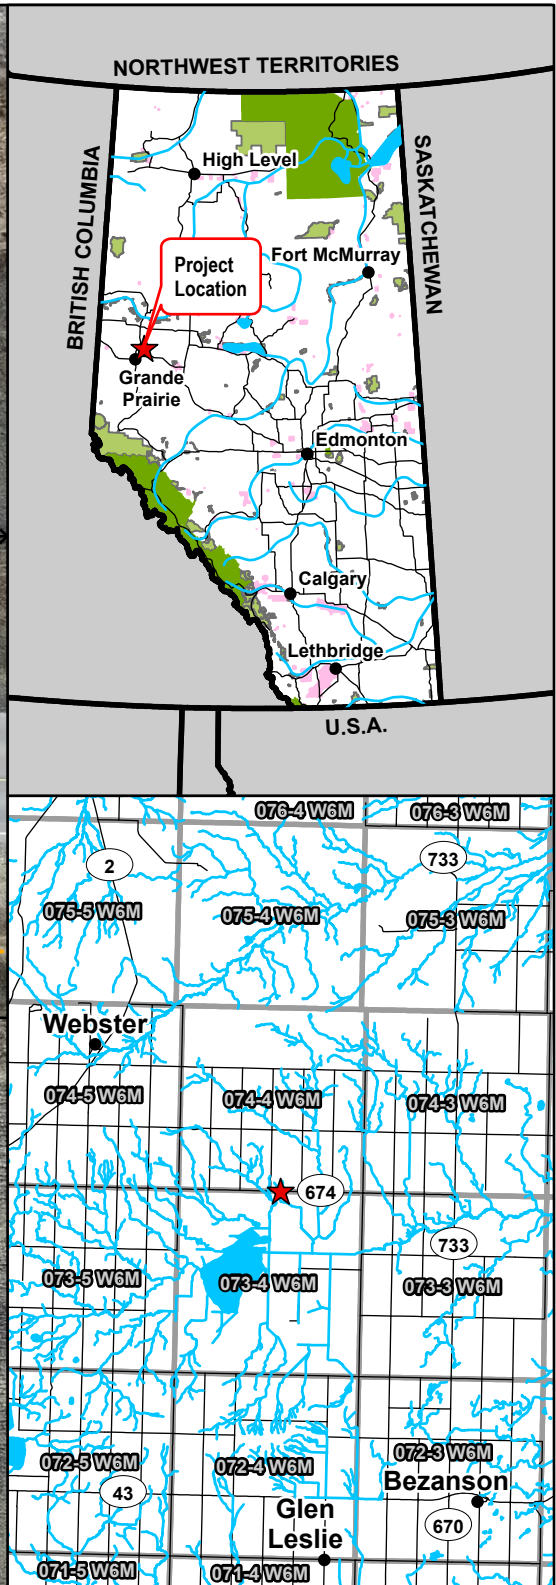 NORTHWEST TERRITORIES
BRITISH COLUMBIA
SASKATCHEWAN
High Level
Project
Location
Fort McMurray
Grande
Prairie
Edmonton
Calgary
Lethbridge
U.S.A.
076-4 W6M
076-3 W6M
2
733
075-5 W6M
075-4 W6M
075-3 W6M
Webster
074-5 W6M
074-4 W6M
074-3 W6M
674
733
073-5 W6M
073-4 W6M
073-3 W6M
072-5 W6M
072-4 W6M
072-3 W6M
43
Bezanson
Glen
Leslie
670
071-5 W6M
071-4 W6M